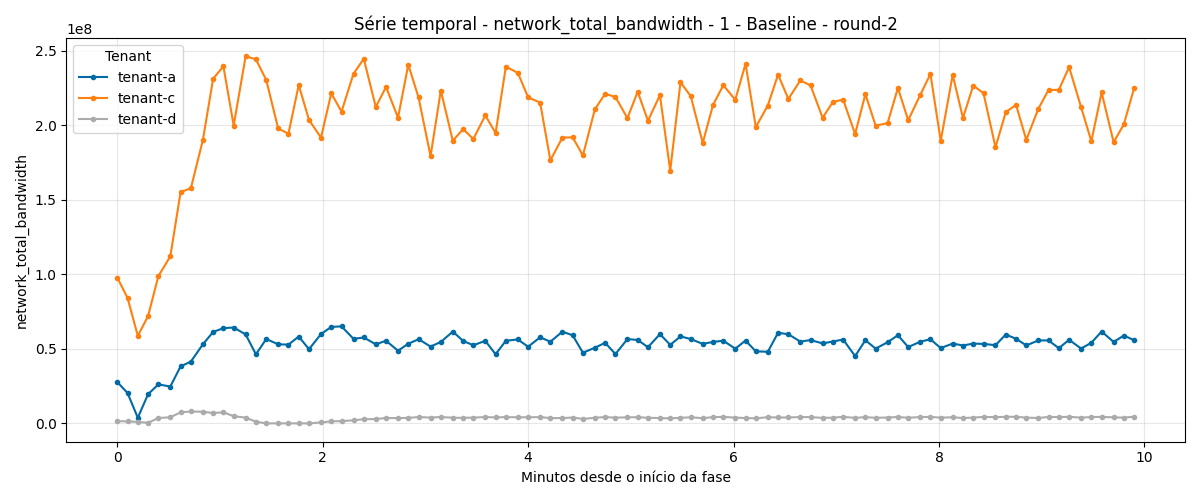 Série temporal - network_total_bandwidth - 1 - Baseline - round-2
1e8
Tenant
tenant-a
tenant-c
tenant-d
network_total_bandwidth
2.5
2.0
1.5
1.0
0.5
0.0
0 2 4 6 8 10
Minutos desde o início da fase